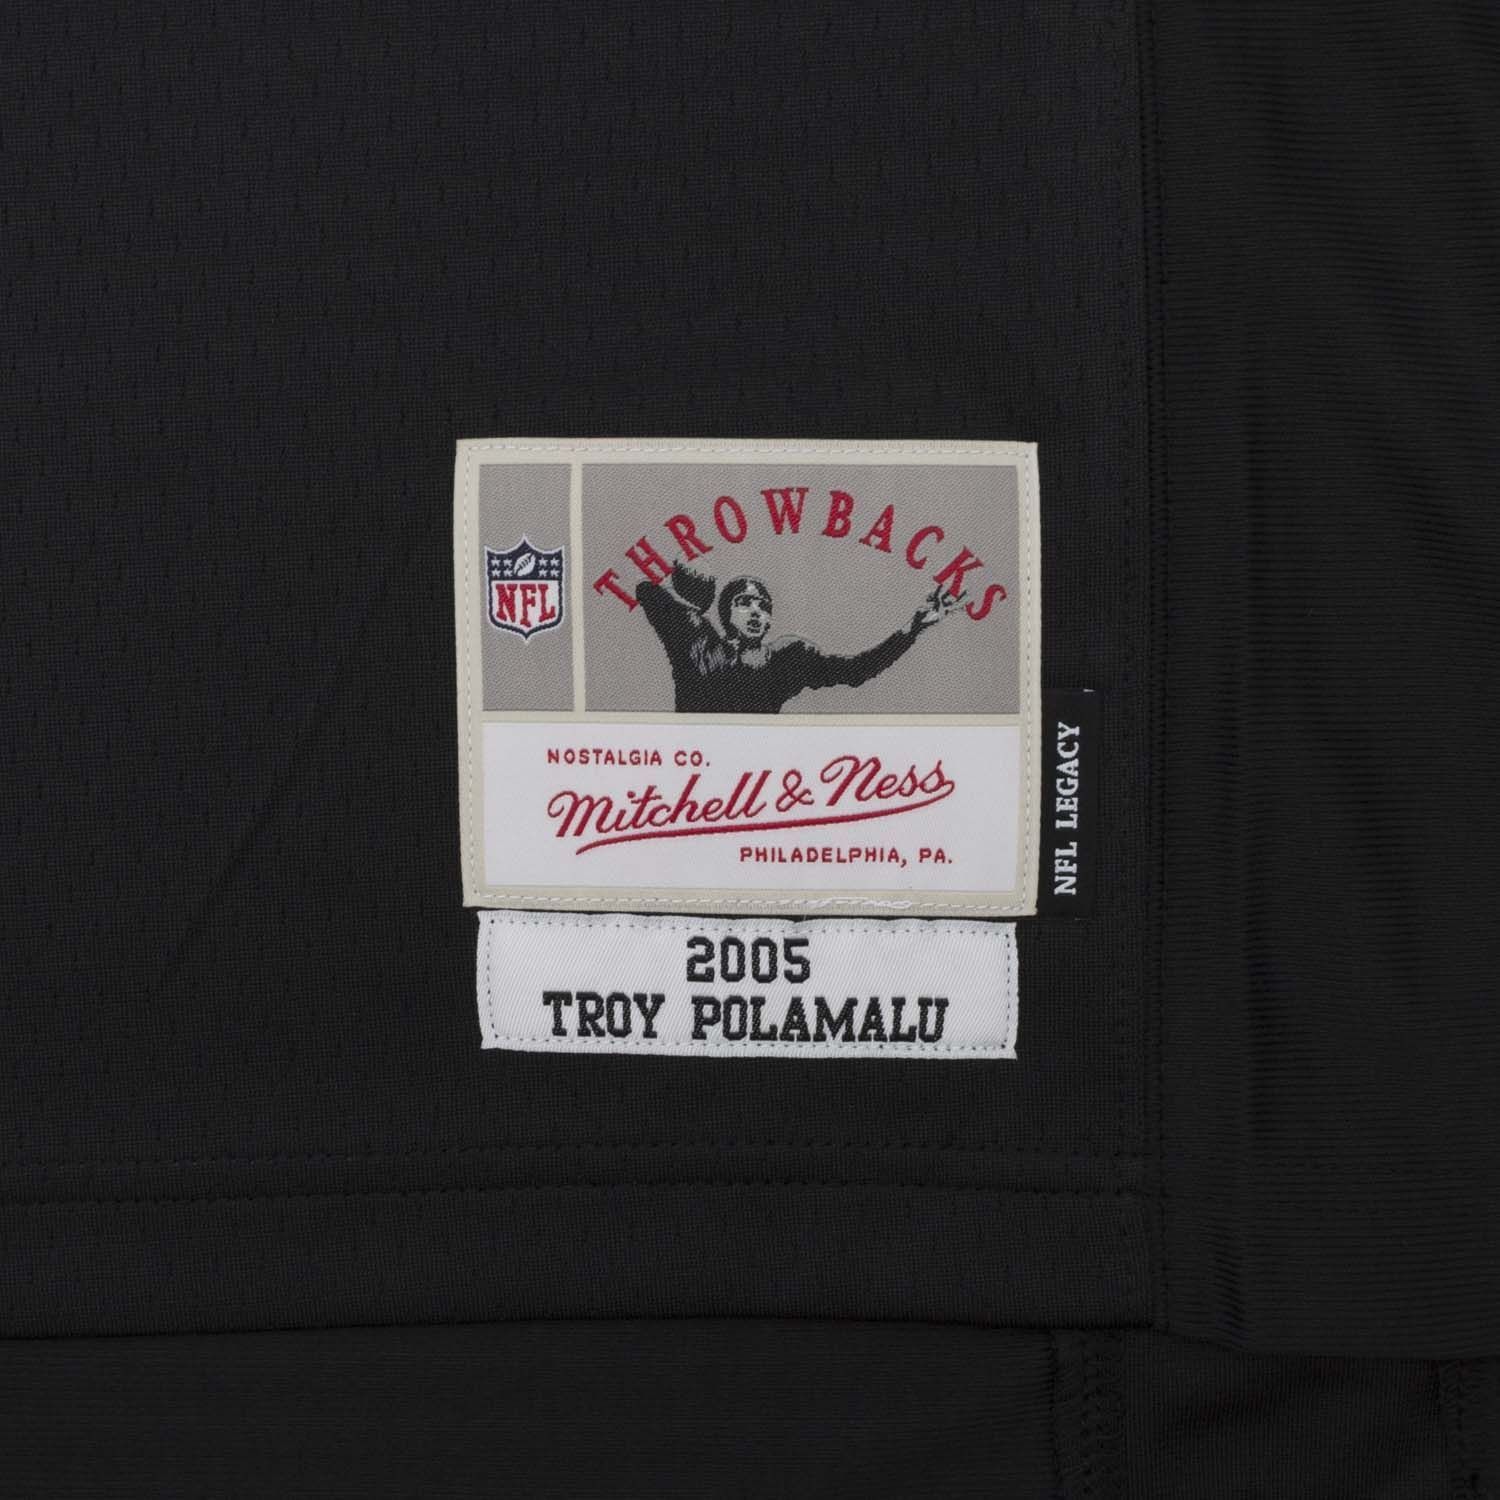 THROWBACKS
NFL
NOSTALGIA CO.
Mitchell & Ness
PHILADELPHIA, PA.
NFL LEGACY
2005
TROY POLAMALU